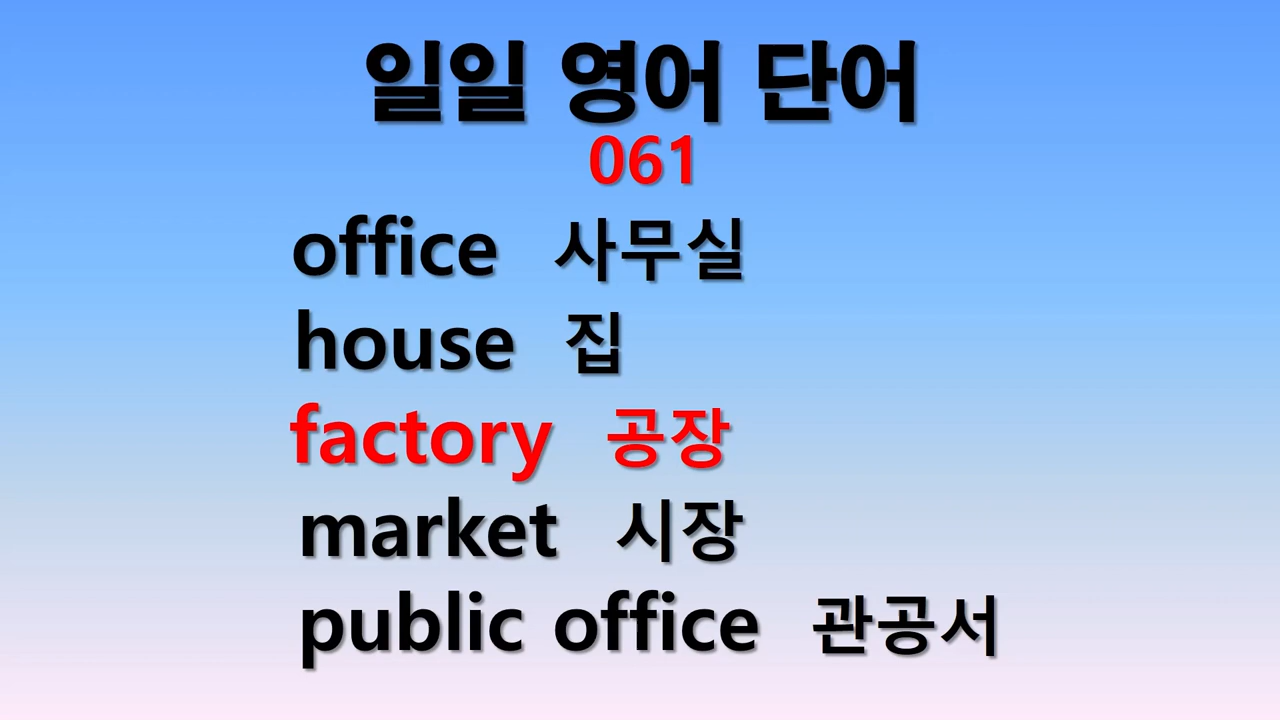 일일 영어 단어
061
office 사무실
house 집
factory 공장
market 시장
public office 관공서